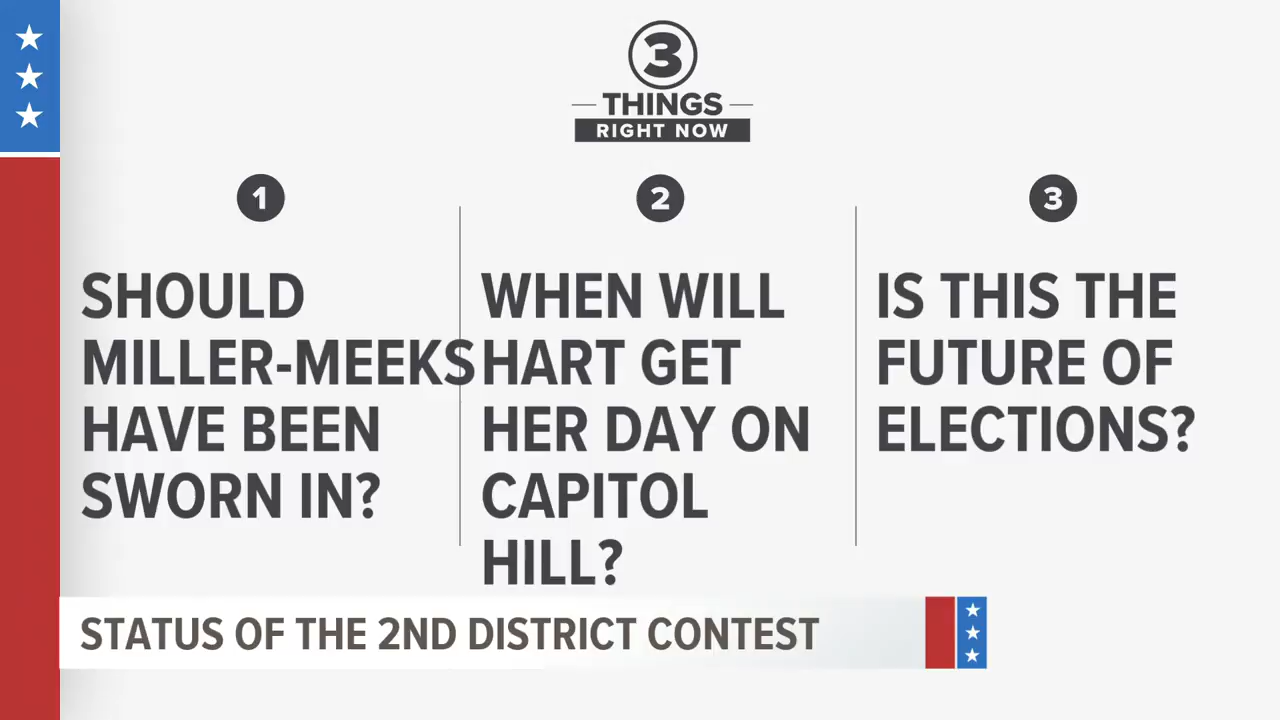 3
THINGS
RIGHT NOW
1
SHOULD
MILLER-MEEKS
HAVE BEEN
SWORN IN?
2
WHEN WILL
HART GET
HER DAY ON
CAPITOL
HILL?
3
IS THIS THE
FUTURE OF
ELECTIONS?
STATUS OF THE 2ND DISTRICT CONTEST